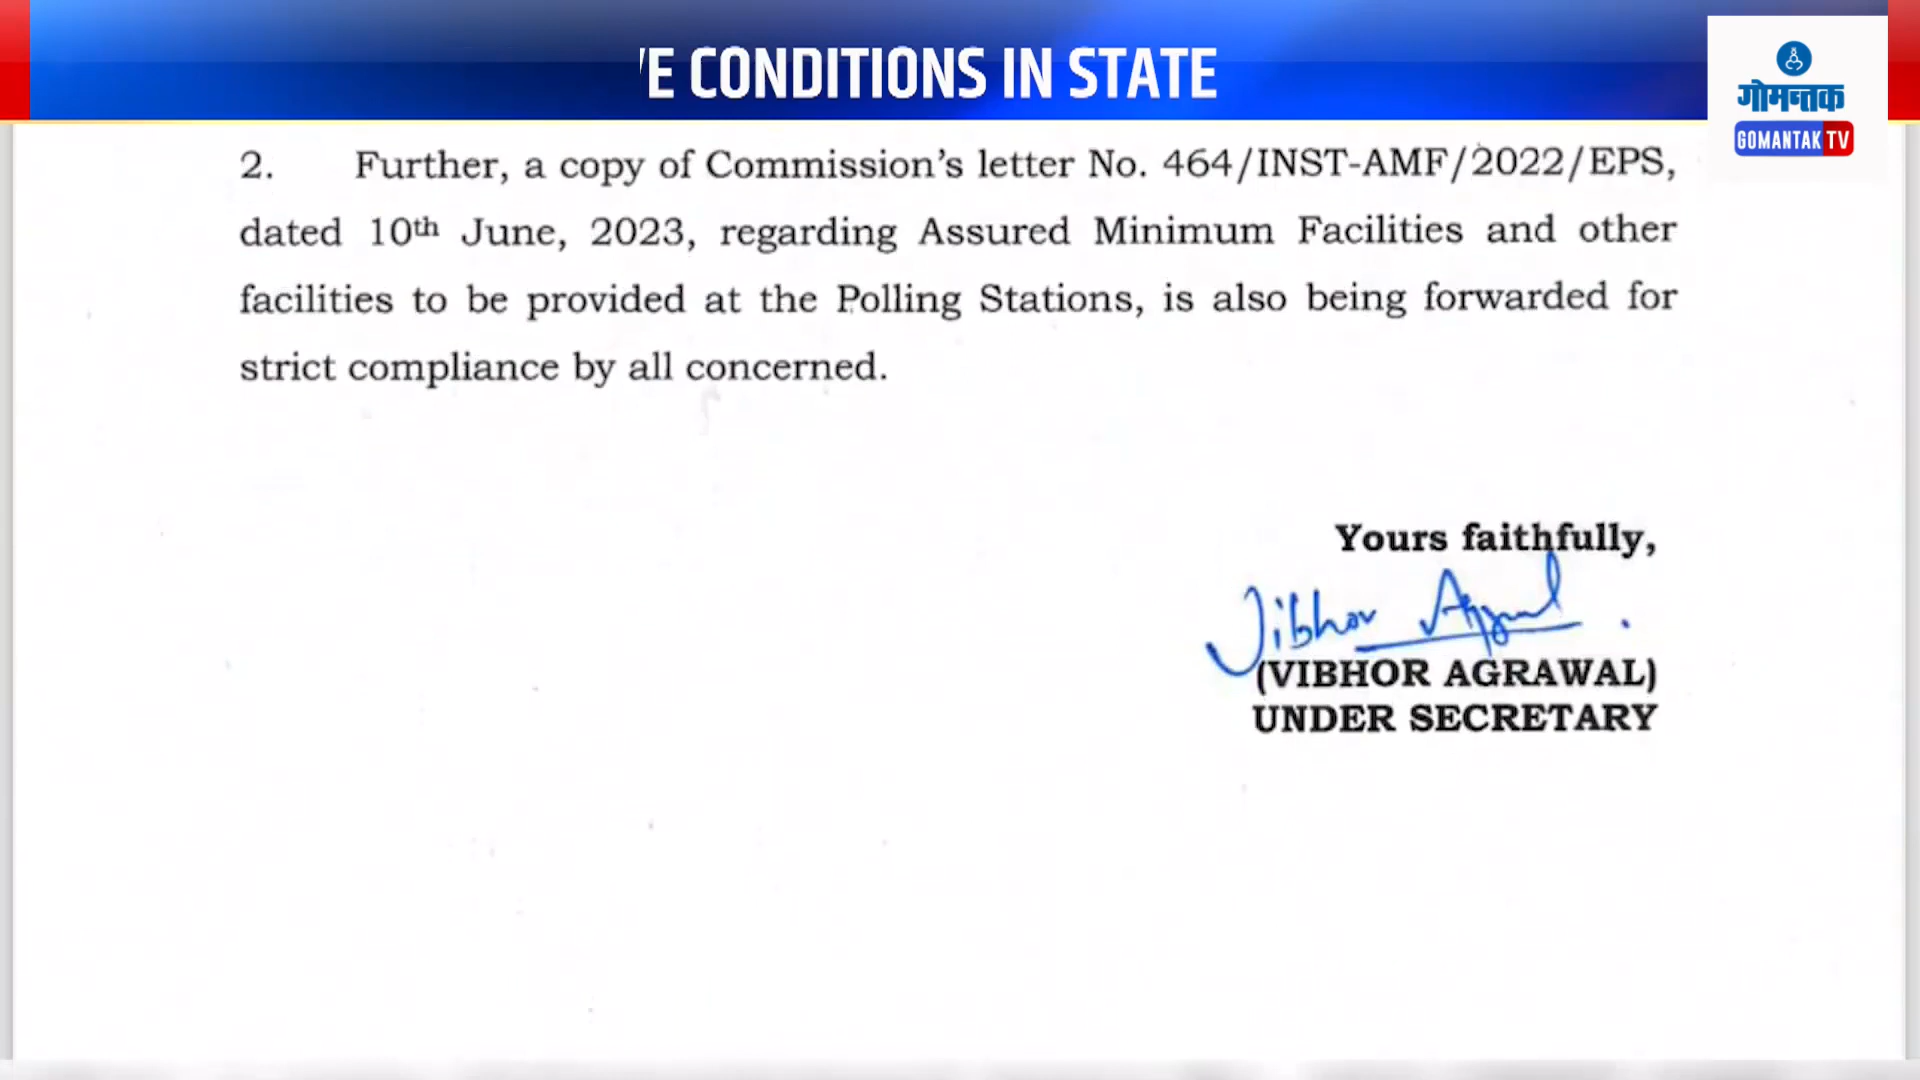 E CONDITIONS IN STATE
गोमन्तक
GOMANTAK TV
2. Further, a copy of Commission’s letter No. 464/INST-AMF/2022/EPS,
dated 10th June, 2023, regarding Assured Minimum Facilities and other
facilities to be provided at the Polling Stations, is also being forwarded for
strict compliance by all concerned.
Yours faithfully,
Vibhor Agrawal
(VIBHOR AGRAWAL)
UNDER SECRETARY